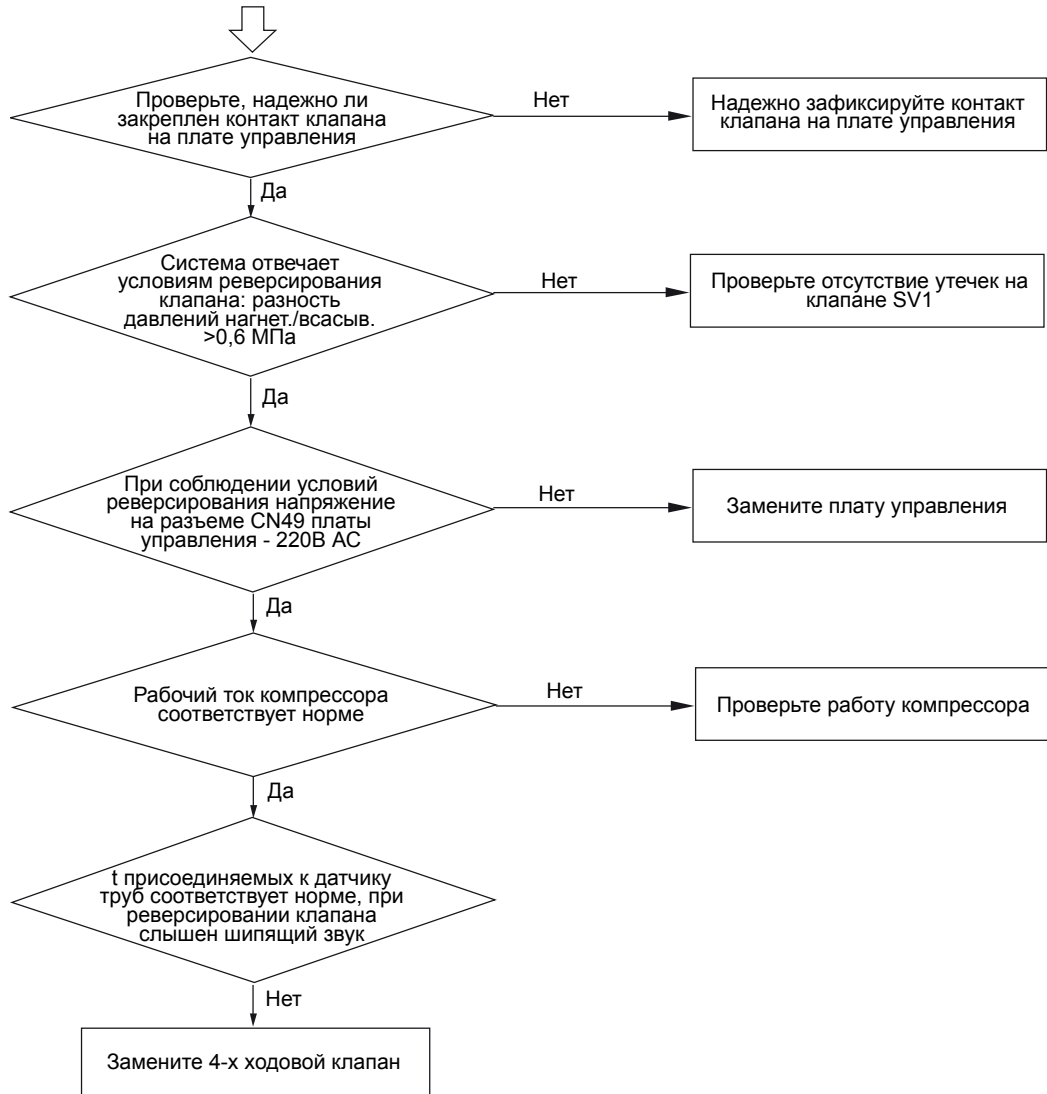 Проверьте, надежно ли
закреплен контакт клапана
на плате управления
Нет
Надежно зафиксируйте контакт
клапана на плате управления
Да
Система отвечает
условиям реверсирования
клапана: разность
давлений нагнет./всасыв.
>0,6 МПа
Нет
Проверьте отсутствие утечек на
клапане SV1
Да
При соблюдении условий
реверсирования напряжение
на разъеме CN49 платы
управления - 220В AC
Нет
Замените плату управления
Да
Рабочий ток компрессора
соответствует норме
Нет
Проверьте работу компрессора
Да
t присоединяемых к датчику
труб соответствует норме, при
реверсировании клапана
слышен шипящий звук
Нет
Замените 4-х ходовой клапан